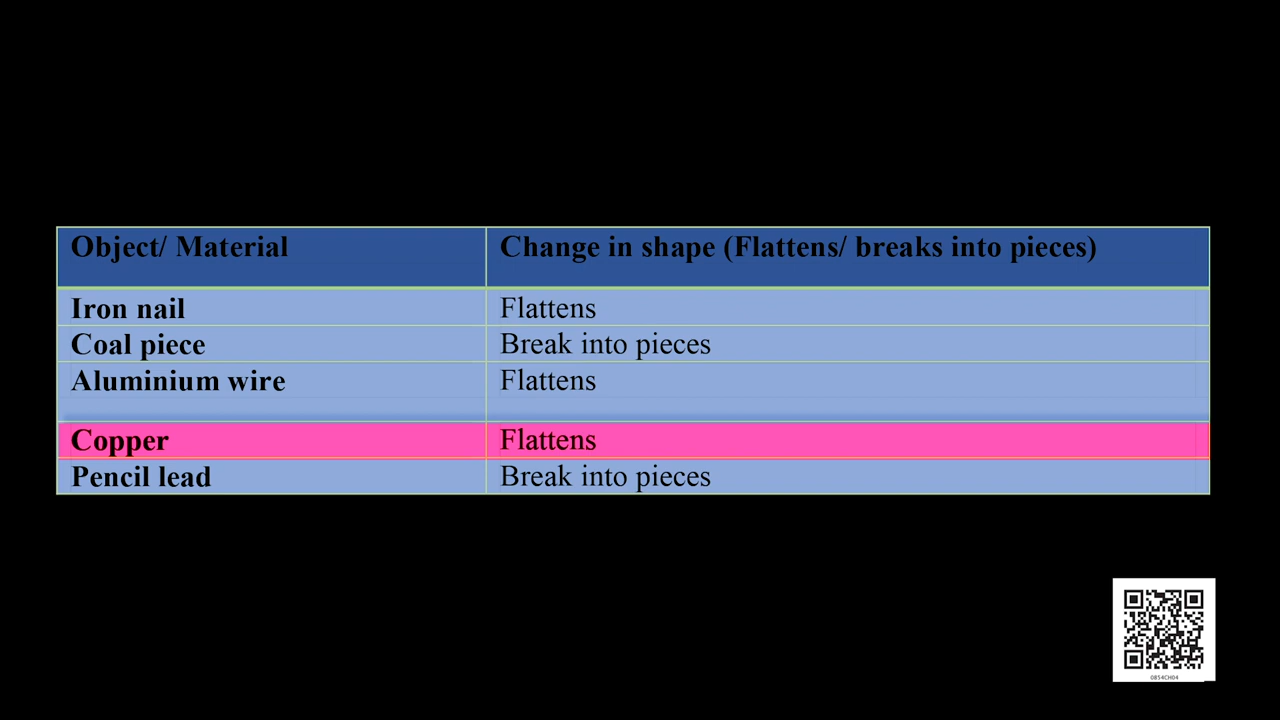 Object/ Material Change in shape (Flattens/ breaks into pieces)
Iron nail Flattens
Coal piece Break into pieces
Aluminium wire Flattens
Copper Flattens
Pencil lead Break into pieces
0854CH04